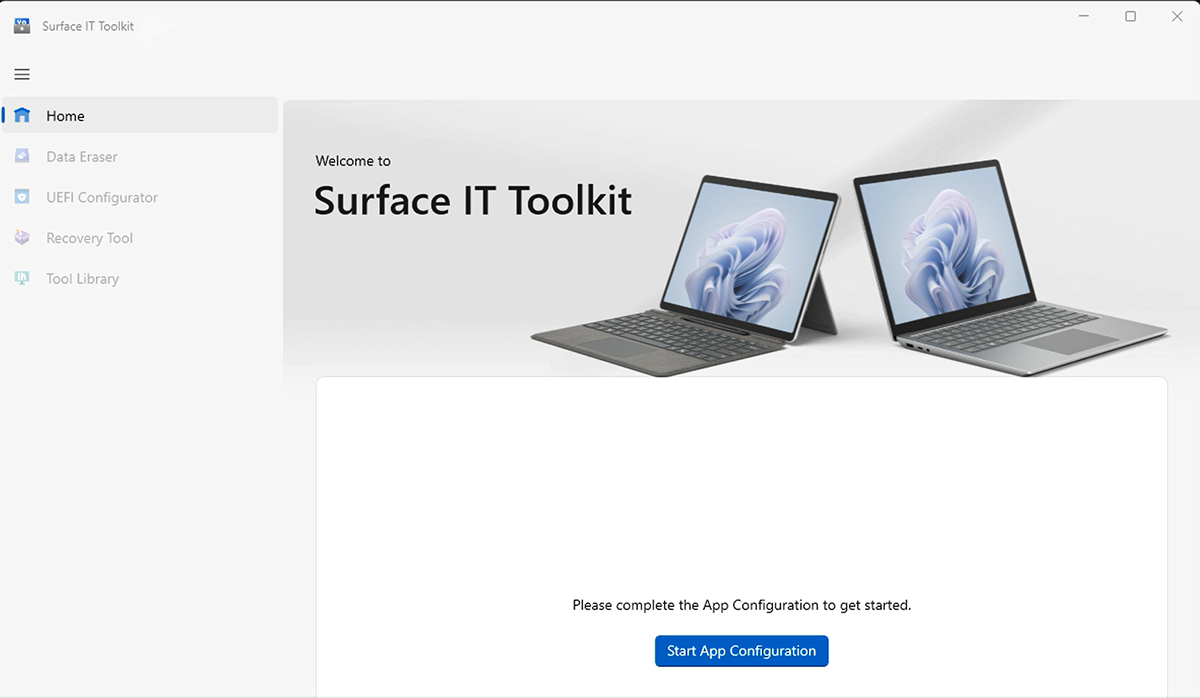 Surface IT Toolkit
Home
Data Eraser
UEFI Configurator
Recovery Tool
Tool Library
Welcome to
Surface IT Toolkit
Please complete the App Configuration to get started.
Start App Configuration